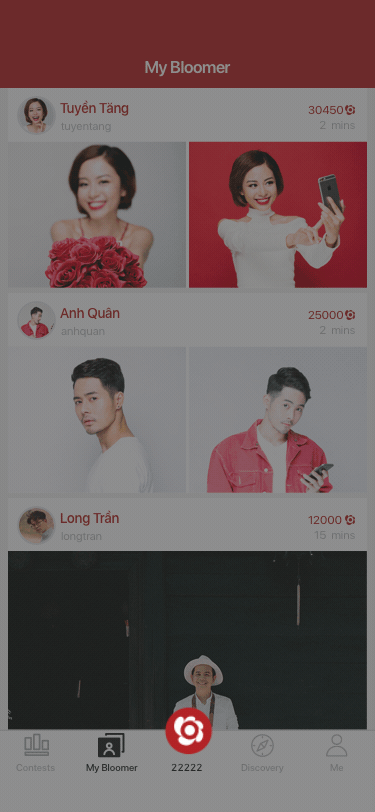 My Bloomer
Tuyền Tăng
30450
tuyentang
2 mins
Anh Quân
25000
anhquan
2 mins
Long Trần
12000
longtran
15 mins
Contests
My Bloomer
22222
Discovery
Me